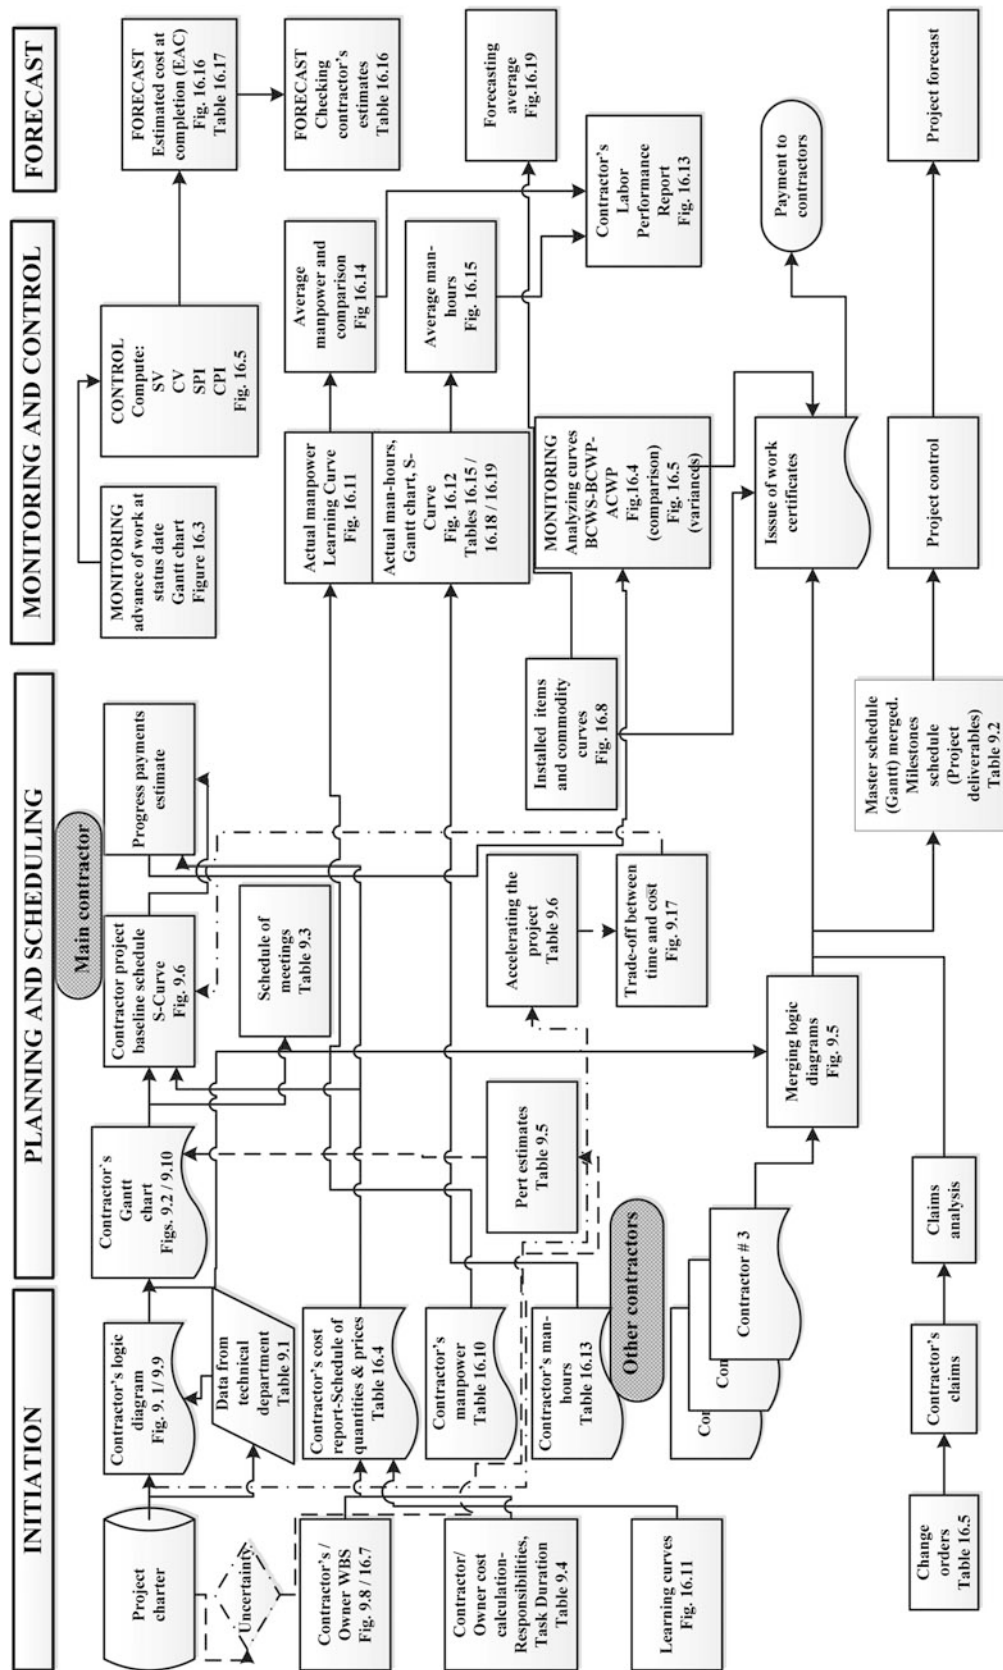 INITIATION
PLANNING AND SCHEDULING
MONITORING AND CONTROL
FORECAST
Project
charter
Uncertainty
Contractor's /
Owner WBS
Fig. 9.8 / 16.7
Contractor/
Owner cost
calculation-
Responsibilities,
Task Duration
Table 9.4
Learning curves
Fig. 16.11
Change
orders
Table 16.5
Contractor's logic
diagram
Fig. 9. 1/ 9.9
Data from
technical
department
Table 9.1
Contractor's cost
report-Schedule of
quantities & prices
Table 16.4
Contractor's
manpower
Table 16.10
Contractor's man-
hours
Table 16.13
Other contractors
Con
Con
Contractor # 3
Contractor's
claims
Claims
analysis
Contractor`s
Gantt
chart
Figs. 9.2 / 9.10
Pert estimates
Table 9.5
Merging logic
diagrams
Fig. 9.5
Main contractor
Contractor project
baseline schedule
S-Curve
Fig. 9.6
Progress payments
estimate
Schedule of
meetings
Table 9.3
Accelerating the
project
Table 9.6
Trade-off between
time and cost
Fig. 9.17
Installed items
and commodity
curves
Fig. 16.8
Master schedule
(Gantt) merged.
Milestones
schedule
(Project
deliverables)
Table 9.2
MONITORING
advance of work at
status date
Gantt chart
Figure 16.3
CONTROL
Compute:
SV
CV
SPI
CPI
Fig. 16.5
Actual manpower
Learning Curve
Fig. 16.11
Actual man-hours,
Gantt chart, S-
Curve
Fig. 16.12
Tables 16.15 /
16.18 / 16.19
Average
manpower and
comparison
Fig 16.14
Average man-
hours
Fig. 16.15
MONITORING
Analyzing curves
BCWS-BCWP-
ACWP
Fig.16.4
(comparison)
Fig. 16.5
(variances)
Isssue of work
certificates
Project control
FORECAST
Estimated cost at
completion (EAC)
Fig. 16.16
Table 16.17
FORECAST
Checking
contractor's
estimates
Table 16.16
Forecasting
average
Fig.16.19
Contractor's
Labor
Performance
Report
Fig. 16.13
Payment to
contractors
Project forecast